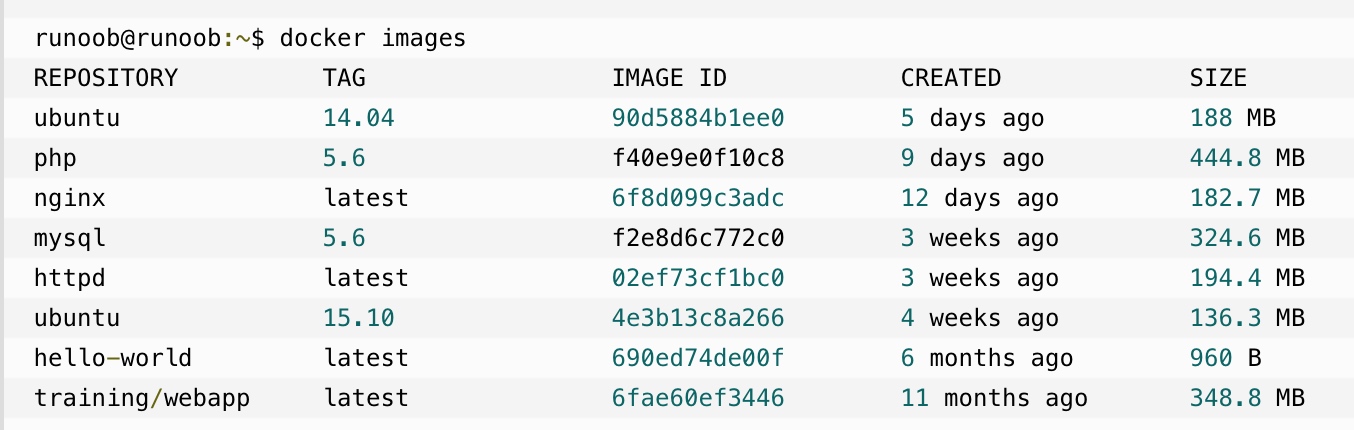 runoob@runoob:~$ docker images
REPOSITORY TAG IMAGE ID CREATED SIZE
ubuntu 14.04 90d5884b1ee0 5 days ago 188 MB
php 5.6 f40e9e0f10c8 9 days ago 444.8 MB
nginx latest 6f8d099c3adc 12 days ago 182.7 MB
mysql 5.6 f2e8d6c772c0 3 weeks ago 324.6 MB
httpd latest 02ef73cf1bc0 3 weeks ago 194.4 MB
ubuntu 15.10 4e3b13c8a266 4 weeks ago 136.3 MB
hello-world latest 690ed74de00f 6 months ago 960 B
training/webapp latest 6fae60ef3446 11 months ago 348.8 MB